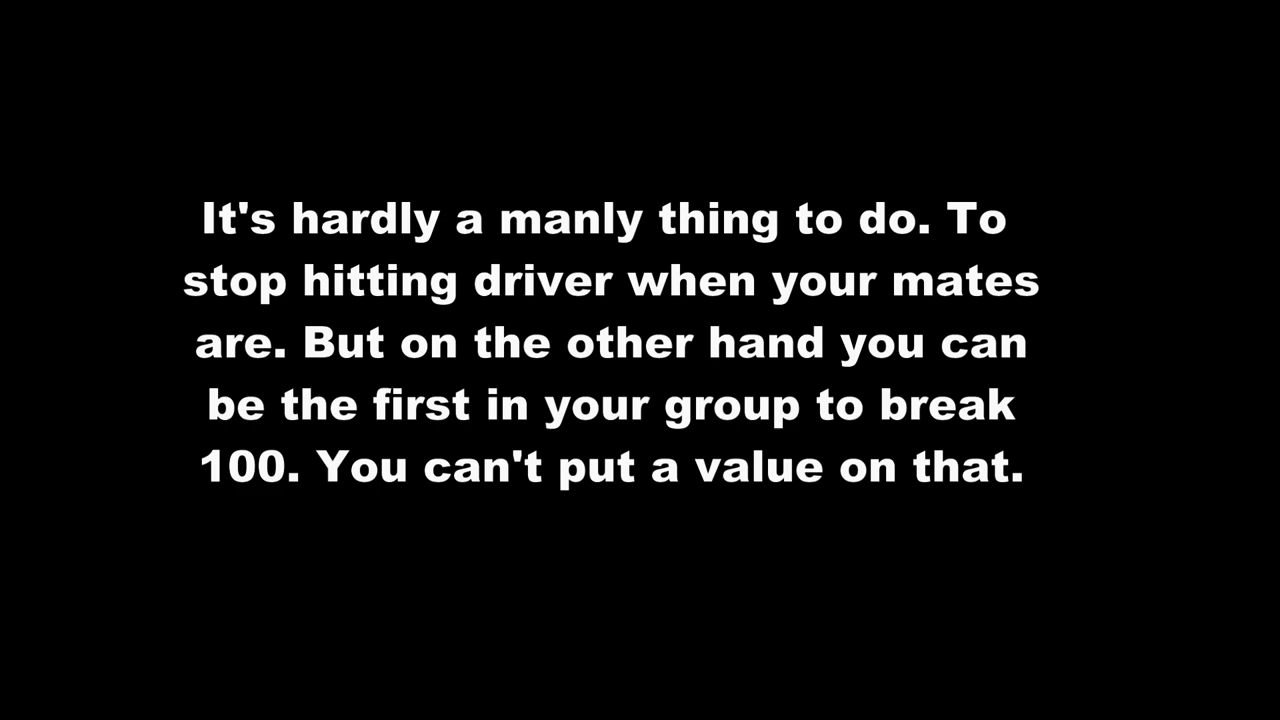 It's hardly a manly thing to do. To
stop hitting driver when your mates
are. But on the other hand you can
be the first in your group to break
100. You can't put a value on that.